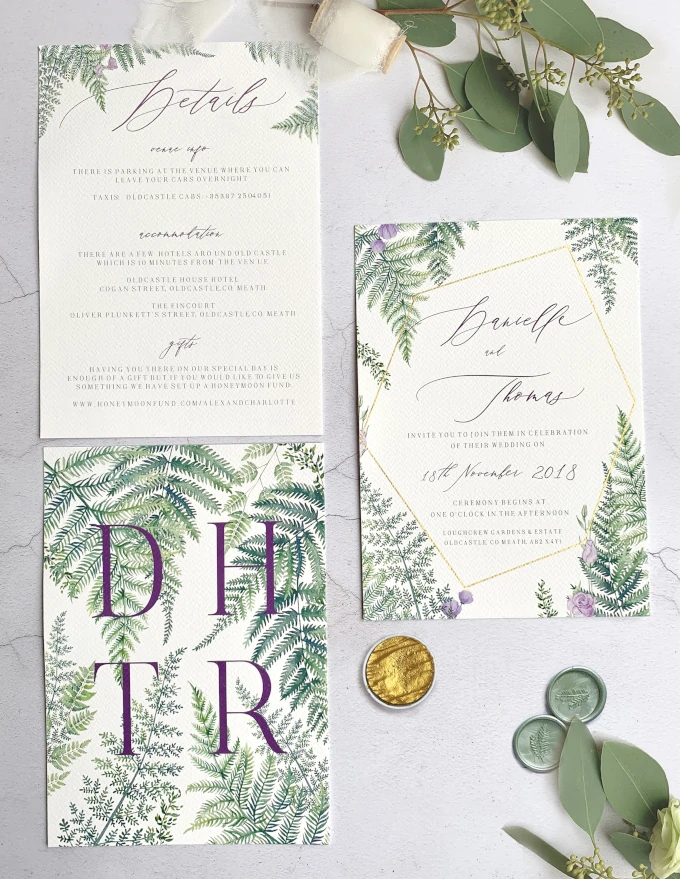 Details
venue info
THERE IS PARKING AT THE VENUE WHERE YOU CAN
LEAVE YOUR CARS OVERNIGHT
TAXIS: OLDCASTLE CABS:
accommodation
THERE ARE A FEW HOTELS AROUND OLD CASTLE
WHICH IS 10 MINUTES FROM THE VENUE
OLDCASTLE HOUSE HOTEL
COGAN STREET, OLDCASTLE,CO MEATH
THE FINCOURT
OLIVER PLUNKETT'S STREET, OLDCASTLE,CO MEATH
gifts
HAVING YOU THERE ON OUR SPECIAL DAY IS
ENOUGH OF A GIFT BUT IF YOU WOULD LIKE TO GIVE US
SOMETHING WE HAVE SET UP A HONEYMOON FUND.
WWW.HONEYMOONFUND.COM/ALEXANDCHARLOTTE
D H
T R
Danielle
and
Thomas
INVITE YOU TO JOIN THEM IN CELEBRATION
OF THEIR WEDDING ON
18th November 2018
CEREMONY BEGINS AT
ONE O'CLOCK IN THE AFTERNOON
LOUGHCREW GARDENS & ESTATE
OLDCASTLE CO MEATH, A82 X4T1